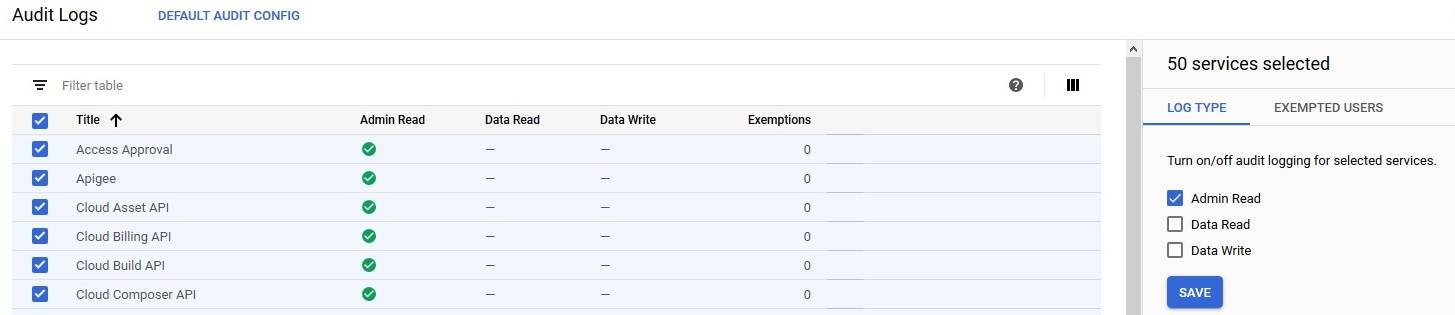 Audit Logs DEFAULT AUDIT CONFIG
Filter table
Title Admin Read Data Read Data Write Exemptions
Access Approval – – 0
Apigee – – 0
Cloud Asset API – – 0
Cloud Billing API – – 0
Cloud Build API – – 0
Cloud Composer API – – 0
50 services selected
LOG TYPE EXEMPTED USERS
Turn on/off audit logging for selected services.
Admin Read
Data Read
Data Write
SAVE